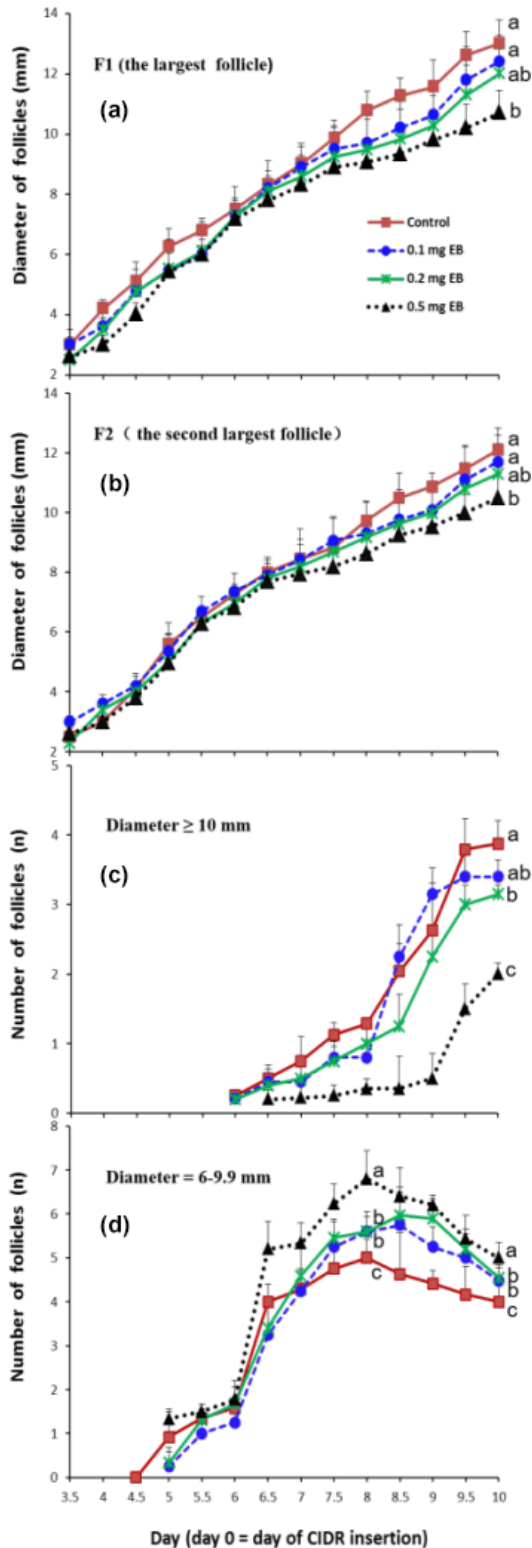 14
12
10
8
6
4
2
Diameter of follicles (mm)
F1 (the largest follicle)
(a)
a
a
ab
b
Control
0.1 mg EB
0.2 mg EB
0.5 mg EB
14
12
10
8
6
4
2
Diameter of follicles (mm)
F2 ( the second largest follicle )
(b)
a
a
ab
b
5
4
3
2
1
0
Number of follicles (n)
Diameter ≥ 10 mm
(c)
a
ab
b
c
8
7
6
5
4
3
2
1
0
Number of follicles (n)
Diameter = 6-9.9 mm
(d)
a
b
b
c
a
b
b
c
3.5 4 4.5 5 5.5 6 6.5 7 7.5 8 8.5 9 9.5 10
Day (day 0 = day of CIDR insertion)